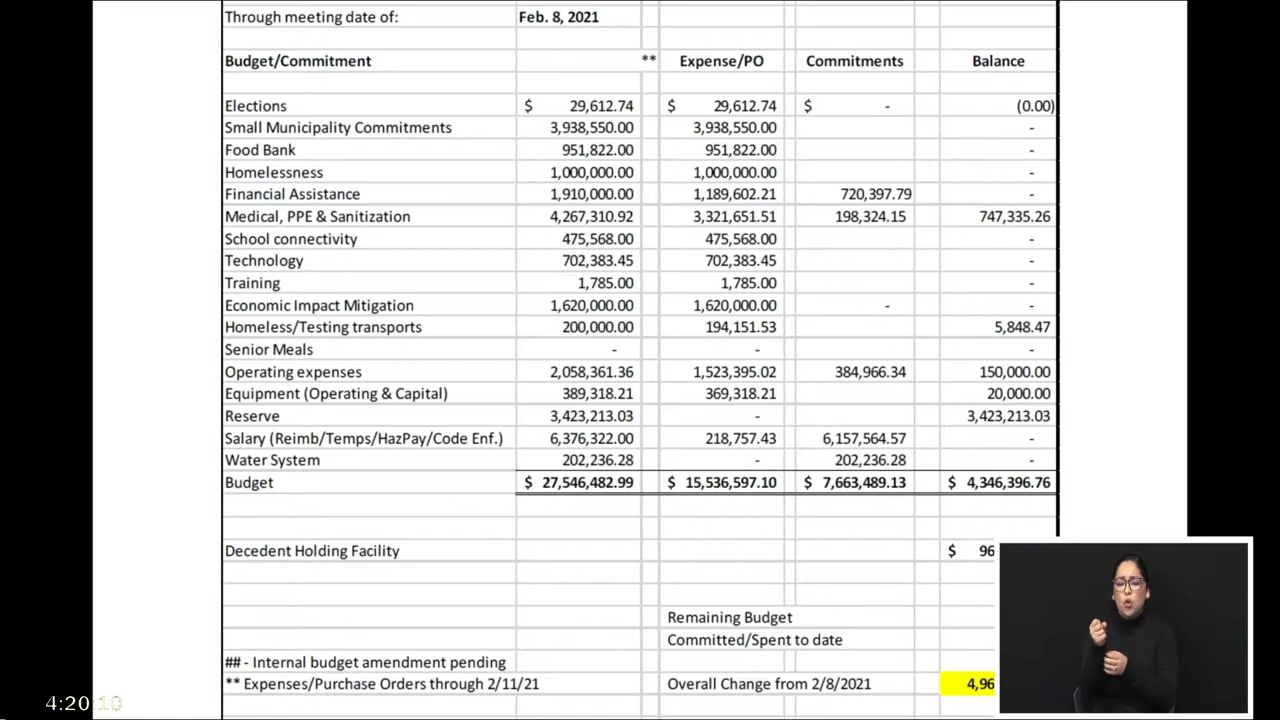 Through meeting date of: Feb. 8, 2021
Budget/Commitment ** Expense/PO Commitments Balance
Elections $ 29,612.74 $ 29,612.74 $ - (0.00)
Small Municipality Commitments 3,938,550.00 3,938,550.00 -
Food Bank 951,822.00 951,822.00 -
Homelessness 1,000,000.00 1,000,000.00 -
Financial Assistance 1,910,000.00 1,189,602.21 720,397.79 -
Medical, PPE & Sanitization 4,267,310.92 3,321,651.51 198,324.15 747,335.26
School connectivity 475,568.00 475,568.00 -
Technology 702,383.45 702,383.45 -
Training 1,785.00 1,785.00 -
Economic Impact Mitigation 1,620,000.00 1,620,000.00 - -
Homeless/Testing transports 200,000.00 194,151.53 5,848.47
Senior Meals - - -
Operating expenses 2,058,361.36 1,523,395.02 384,966.34 150,000.00
Equipment (Operating & Capital) 389,318.21 369,318.21 20,000.00
Reserve 3,423,213.03 - 3,423,213.03
Salary (Reimb/Temps/HazPay/Code Enf.) 6,376,322.00 218,757.43 6,157,564.57 -
Water System 202,236.28 - 202,236.28 -
Budget $ 27,546,482.99 $ 15,536,597.10 $ 7,663,489.13 $ 4,346,396.76
Decedent Holding Facility $ 96
Remaining Budget
Committed/Spent to date
## - Internal budget amendment pending
** Expenses/Purchase Orders through 2/11/21 Overall Change from 2/8/2021 4,96
4:20:10